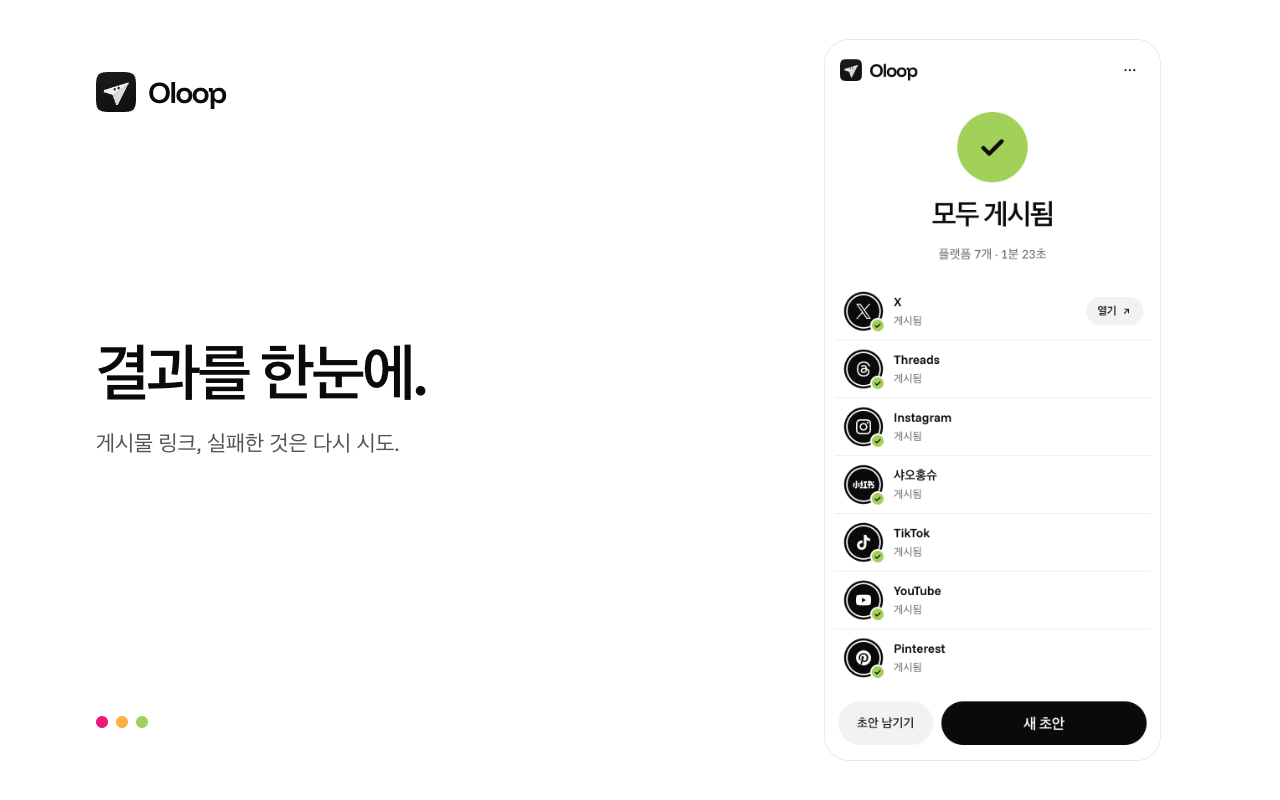 Oloop
결과를 한눈에.
게시물 링크, 실패한 것은 다시 시도.
Oloop
모두 게시됨
플랫폼 7개 · 1분 23초
X
게시됨
열기
Threads
게시됨
Instagram
게시됨
小红书
샤오홍슈
게시됨
TikTok
게시됨
YouTube
게시됨
Pinterest
게시됨
초안 남기기
새 초안